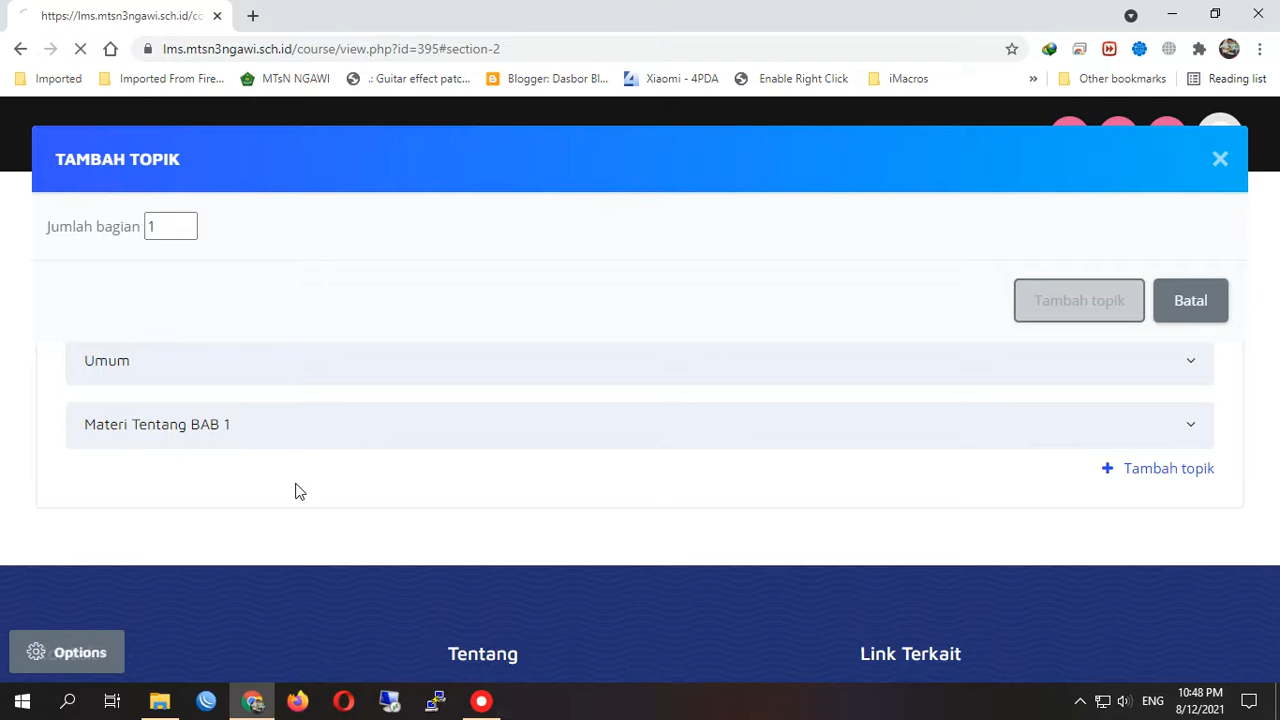 https://lms.mtsn3ngawi.sch.id/co
lms.mtsn3ngawi.sch.id/course/view.php?id=395#section-2
Imported
Imported From Fire...
MTsN NGAWI
.: Guitar effect patc...
Blogger: Dasbor Bl...
Xiaomi - 4PDA
Enable Right Click
iMacros
»
Other bookmarks
Reading list
TAMBAH TOPIK
Jumlah bagian 1
Tambah topik
Batal
Umum
Materi Tentang BAB 1
+ Tambah topik
Options
Tentang
Link Terkait
ENG
10:48 PM
8/12/2021